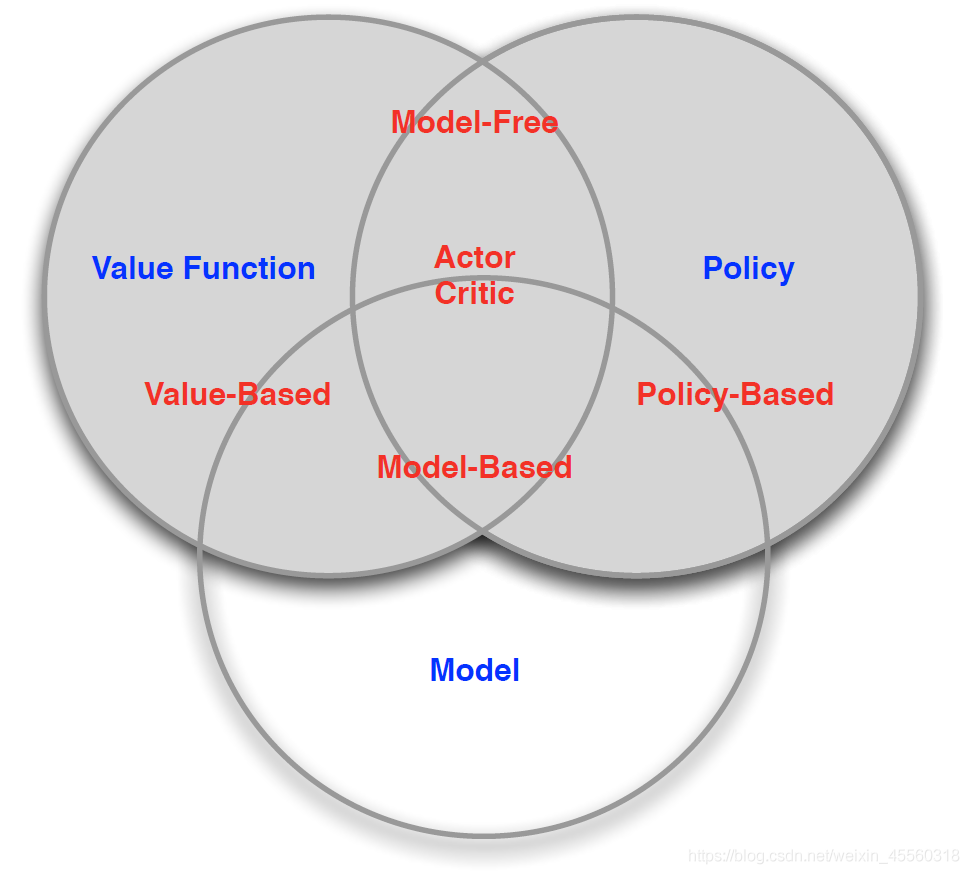 Model-Free
Actor
Critic
Value Function
Policy
Value-Based
Policy-Based
Model-Based
Model
https://blog.csdn.net/weixin_45560318